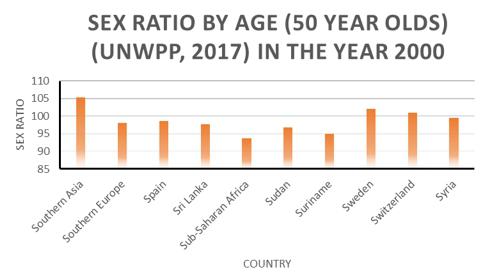 SEX RATIO BY AGE (50 YEAR OLDS)
(UNWPP, 2017) IN THE YEAR 2000
110
105
100
95
90
85
SEX RATIO
Southern Asia
Southern Europe
Spain
Sri Lanka
Sub-Saharan Africa
Sudan
Suriname
Sweden
Switzerland
Syria
COUNTRY